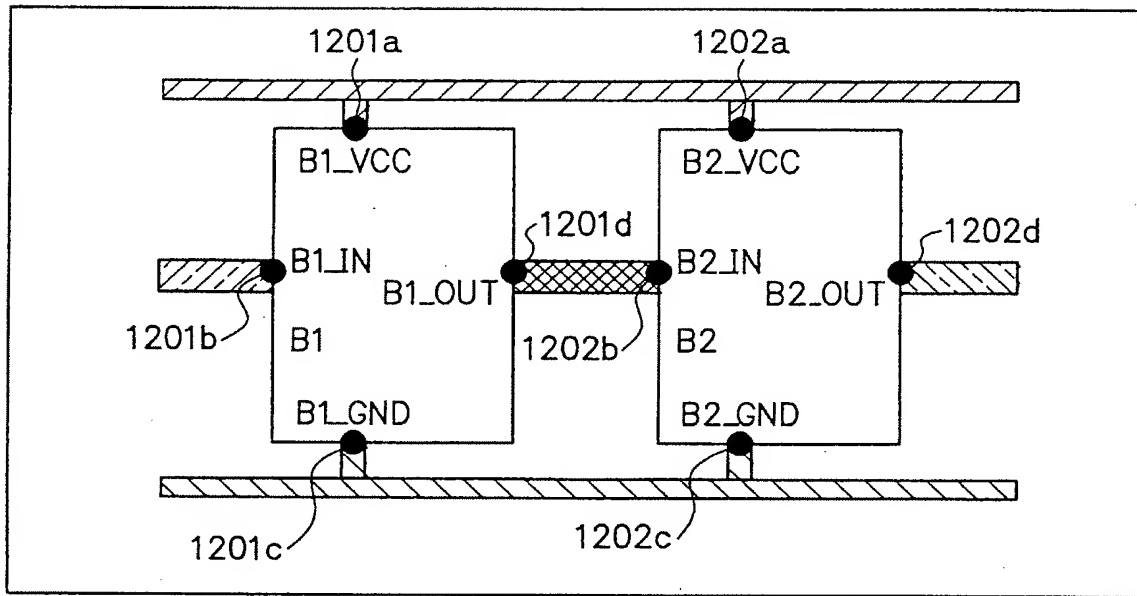 1201a
1202a
B1_VCC
B2_VCC
1201d
1202d
B1_IN
B2_IN
B1_OUT
B2_OUT
1201b
B1
1202b
B2
B1_GND
B2_GND
1201c
1202c